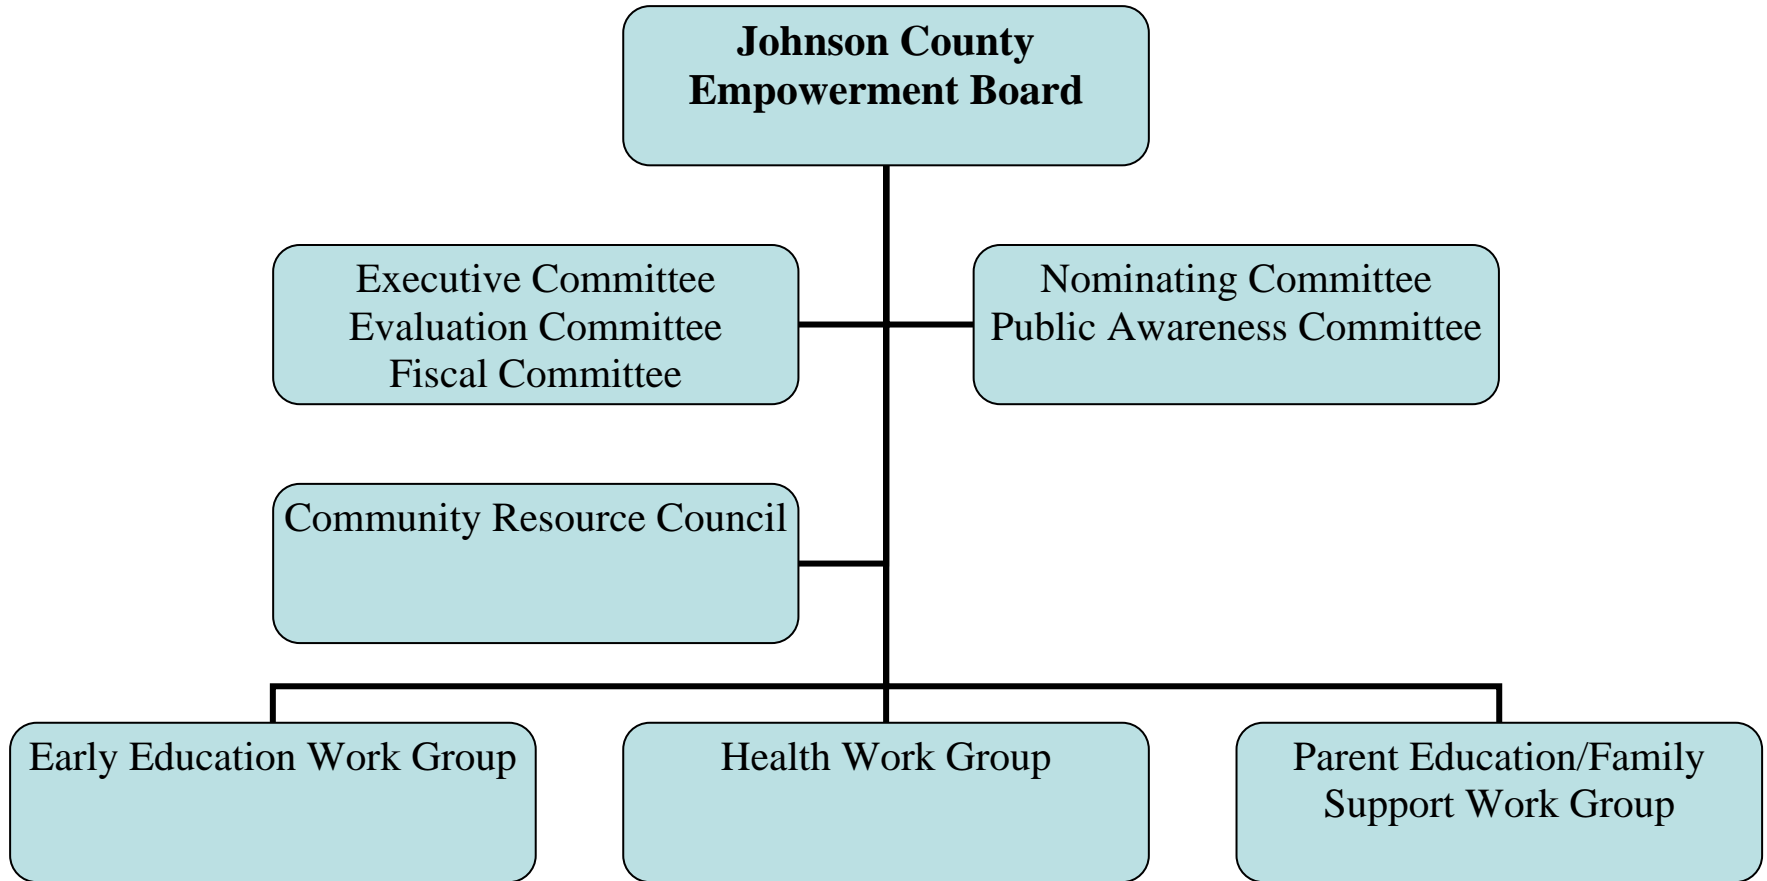 Johnson County
Empowerment Board
Executive Committee
Evaluation Committee
Fiscal Committee
Nominating Committee
Public Awareness Committee
Community Resource Council
Early Education Work Group
Health Work Group
Parent Education/Family
Support Work Group